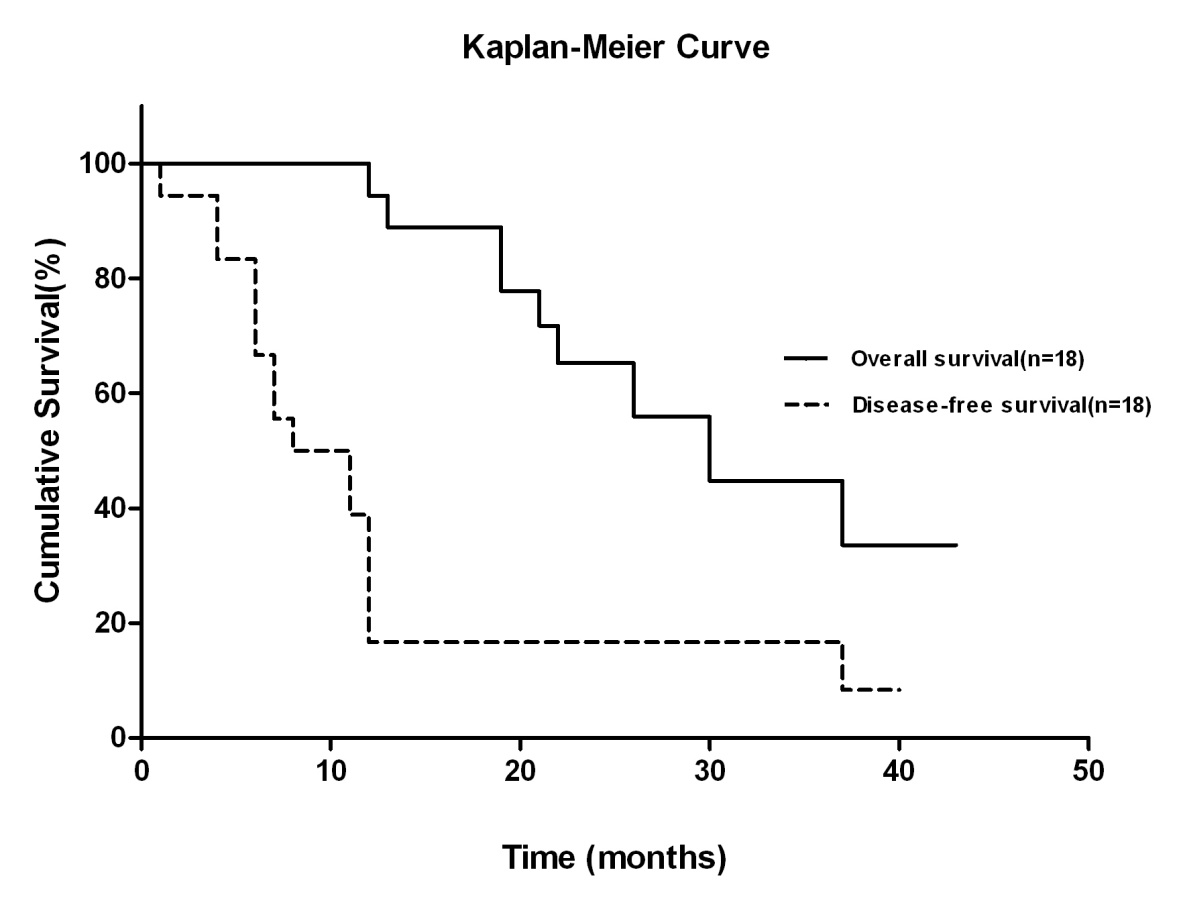 Kaplan-Meier Curve
100
80
60
40
20
0
Cumulative Survival(%)
Overall survival(n=18)
Disease-free survival(n=18)
0 10 20 30 40 50
Time (months)